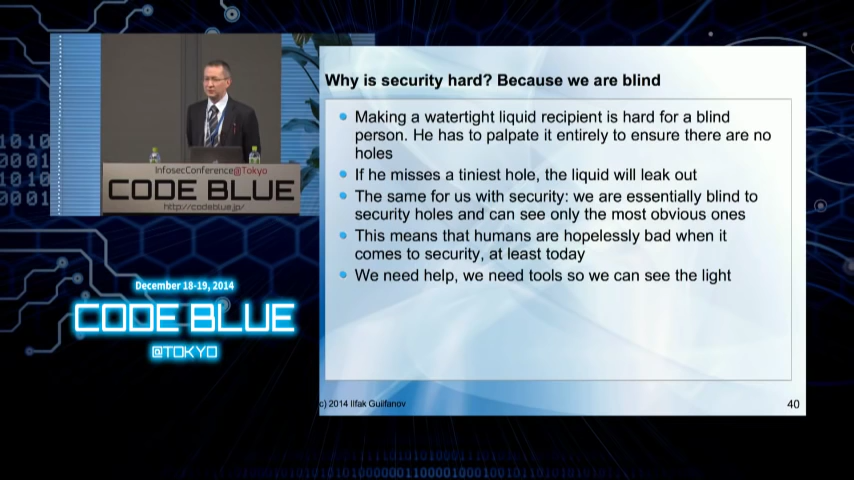 Why is security hard? Because we are blind
Making a watertight liquid recipient is hard for a blind
person. He has to palpate it entirely to ensure there are no
holes
If he misses a tiniest hole, the liquid will leak out
The same for us with security: we are essentially blind to
security holes and can see only the most obvious ones
This means that humans are hopelessly bad when it
comes to security, at least today
We need help, we need tools so we can see the light
c) 2014 Ilfak Guilfanov
40
InfosecConference@Tokyo
CODE BLUE
http://codeblue.jp/
December 18-19, 2014
CODE BLUE
@TOKYO
1010
0001
0001